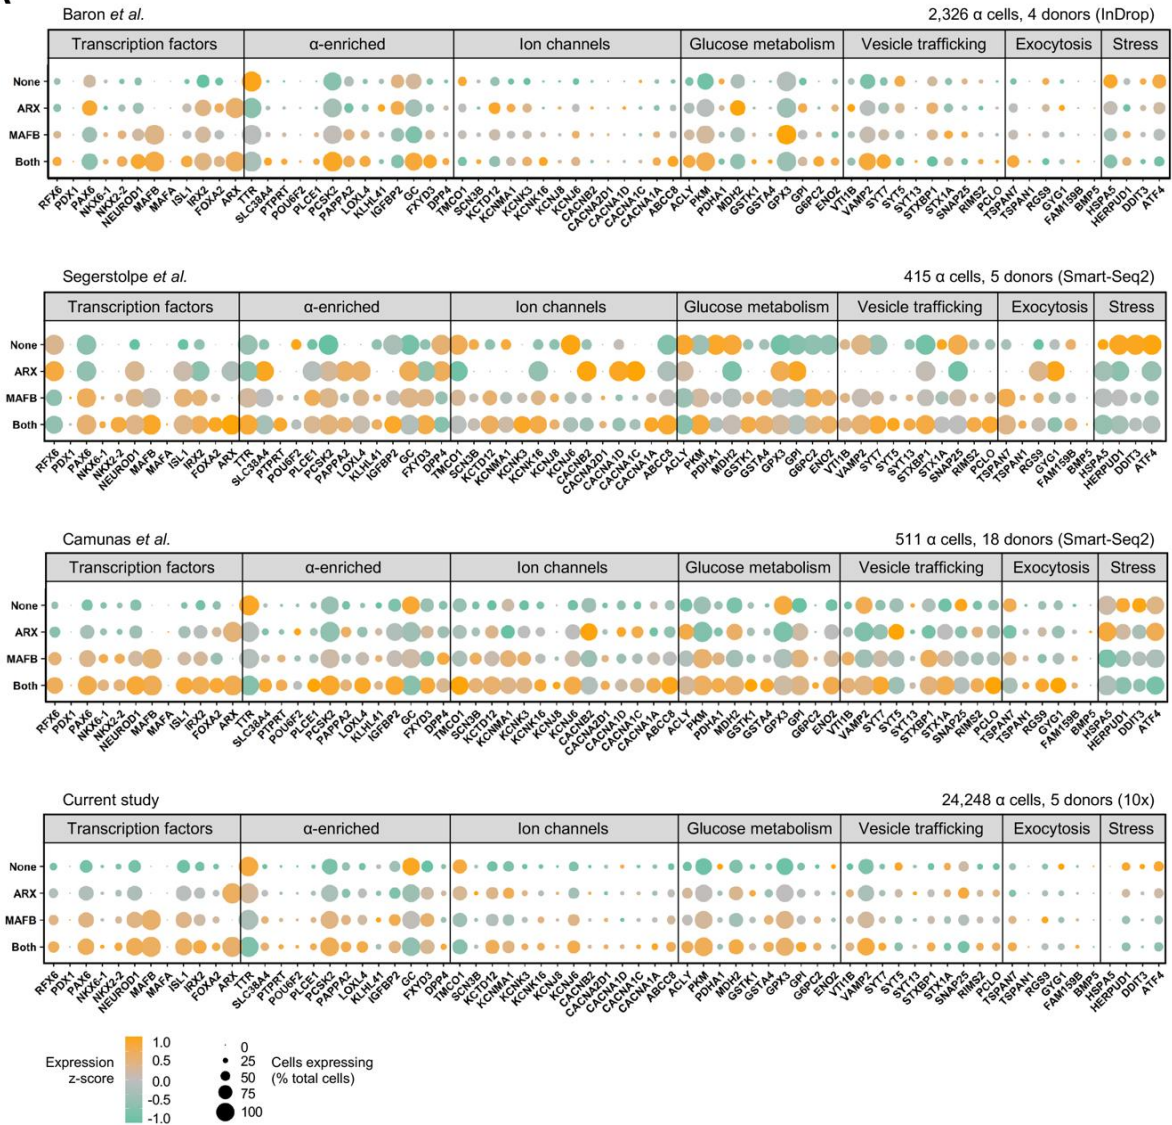 Baron et al. 2,326 α cells, 4 donors (InDrop)
Transcription factors α-enriched Ion channels Glucose metabolism Vesicle trafficking Exocytosis Stress
None
ARX
MAFB
Both
RFX6 PDX1 PAX6 NKX6-1 NKX2-2 NEUROD1 MAFB MAFA ISL1 IRX2 FOXA2 ARX TTR SLC38A4 PTPRT POU6F2 PLCE1 PCSK2 PAPPA2 LOXL4 KLHL41 IGFBP2 GC FXYD3 DPP4 TMCO1 SCN3B KCTD12 KCNMA1 KCNK3 KCNK16 KCNJ8 KCNJ6 CACNB2 CACNA2D1 CACNA1D CACNA1C CACNA1A ABCC8 ACLY PKM PDHA1 MDH2 GSTK1 GSTA4 GPX3 GPI G6PC2 ENO2 VTI1B VAMP2 SYT7 SYT5 SYT13 STXBP1 STX1A SNAP25 RIMS2 PCLO TSPAN7 TSPAN1 RGS9 GYG1 FAM159B BMP5 HSPA5 HERPUD1 DDIT3 ATF4
Segerstolpe et al. 415 α cells, 5 donors (Smart-Seq2)
Transcription factors α-enriched Ion channels Glucose metabolism Vesicle trafficking Exocytosis Stress
None
ARX
MAFB
Both
RFX6 PDX1 PAX6 NKX6-1 NKX2-2 NEUROD1 MAFB MAFA ISL1 IRX2 FOXA2 ARX TTR SLC38A4 PTPRT POU6F2 PLCE1 PCSK2 PAPPA2 LOXL4 KLHL41 IGFBP2 GC FXYD3 DPP4 TMCO1 SCN3B KCTD12 KCNMA1 KCNK3 KCNK16 KCNJ8 KCNJ6 CACNB2 CACNA2D1 CACNA1D CACNA1C CACNA1A ABCC8 ACLY PKM PDHA1 MDH2 GSTK1 GSTA4 GPX3 GPI G6PC2 ENO2 VTI1B VAMP2 SYT7 SYT5 SYT13 STXBP1 STX1A SNAP25 RIMS2 PCLO TSPAN7 TSPAN1 RGS9 GYG1 FAM159B BMP5 HSPA5 HERPUD1 DDIT3 ATF4
Camunas et al. 511 α cells, 18 donors (Smart-Seq2)
Transcription factors α-enriched Ion channels Glucose metabolism Vesicle trafficking Exocytosis Stress
None
ARX
MAFB
Both
RFX6 PDX1 PAX6 NKX6-1 NKX2-2 NEUROD1 MAFB MAFA ISL1 IRX2 FOXA2 ARX TTR SLC38A4 PTPRT POU6F2 PLCE1 PCSK2 PAPPA2 LOXL4 KLHL41 IGFBP2 GC FXYD3 DPP4 TMCO1 SCN3B KCTD12 KCNMA1 KCNK3 KCNK16 KCNJ8 KCNJ6 CACNB2 CACNA2D1 CACNA1D CACNA1C CACNA1A ABCC8 ACLY PKM PDHA1 MDH2 GSTK1 GSTA4 GPX3 GPI G6PC2 ENO2 VTI1B VAMP2 SYT7 SYT5 SYT13 STXBP1 STX1A SNAP25 RIMS2 PCLO TSPAN7 TSPAN1 RGS9 GYG1 FAM159B BMP5 HSPA5 HERPUD1 DDIT3 ATF4
Current study 24,248 α cells, 5 donors (10x)
Transcription factors α-enriched Ion channels Glucose metabolism Vesicle trafficking Exocytosis Stress
None
ARX
MAFB
Both
RFX6 PDX1 PAX6 NKX6-1 NKX2-2 NEUROD1 MAFB MAFA ISL1 IRX2 FOXA2 ARX TTR SLC38A4 PTPRT POU6F2 PLCE1 PCSK2 PAPPA2 LOXL4 KLHL41 IGFBP2 GC FXYD3 DPP4 TMCO1 SCN3B KCTD12 KCNMA1 KCNK3 KCNK16 KCNJ8 KCNJ6 CACNB2 CACNA2D1 CACNA1D CACNA1C CACNA1A ABCC8 ACLY PKM PDHA1 MDH2 GSTK1 GSTA4 GPX3 GPI G6PC2 ENO2 VTI1B VAMP2 SYT7 SYT5 SYT13 STXBP1 STX1A SNAP25 RIMS2 PCLO TSPAN7 TSPAN1 RGS9 GYG1 FAM159B BMP5 HSPA5 HERPUD1 DDIT3 ATF4
Expression
z-score
1.0
0.5
0.0
-0.5
-1.0
0
25
50
75
100
Cells expressing
(% total cells)